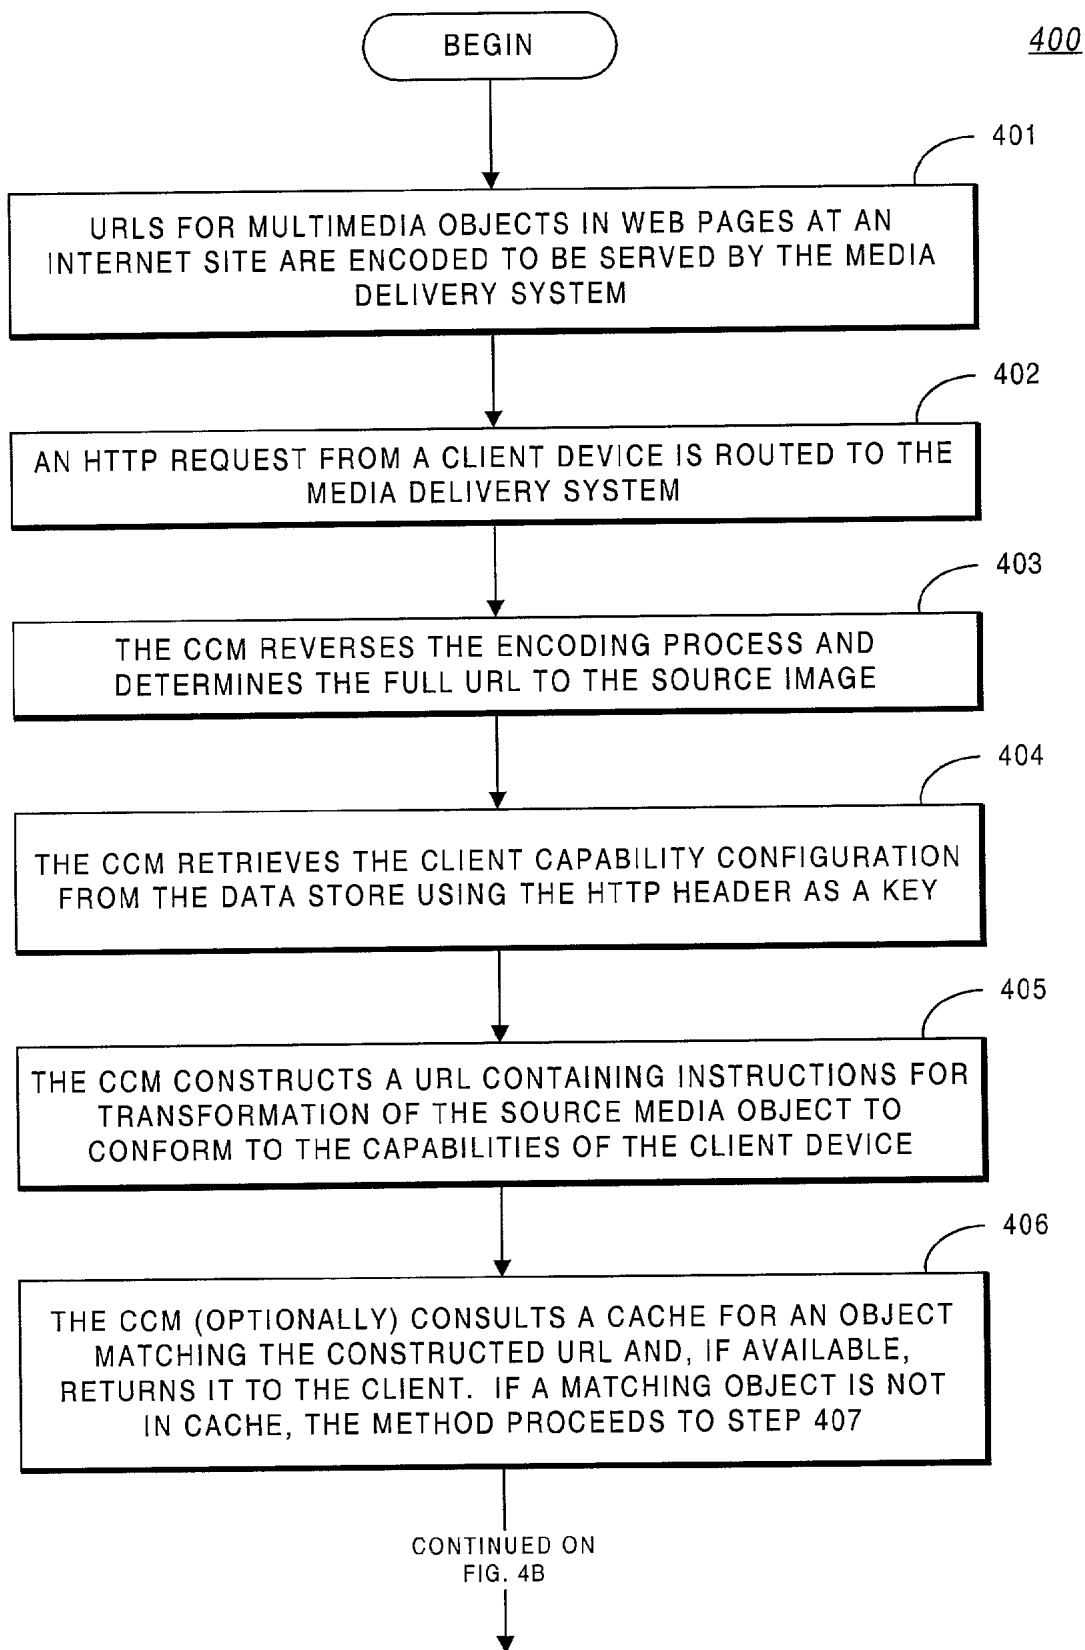 BEGIN
400
401
URLS FOR MULTIMEDIA OBJECTS IN WEB PAGES AT AN
INTERNET SITE ARE ENCODED TO BE SERVED BY THE MEDIA
DELIVERY SYSTEM
402
AN HTTP REQUEST FROM A CLIENT DEVICE IS ROUTED TO THE
MEDIA DELIVERY SYSTEM
403
THE CCM REVERSES THE ENCODING PROCESS AND
DETERMINES THE FULL URL TO THE SOURCE IMAGE
404
THE CCM RETRIEVES THE CLIENT CAPABILITY CONFIGURATION
FROM THE DATA STORE USING THE HTTP HEADER AS A KEY
405
THE CCM CONSTRUCTS A URL CONTAINING INSTRUCTIONS FOR
TRANSFORMATION OF THE SOURCE MEDIA OBJECT TO
CONFORM TO THE CAPABILITIES OF THE CLIENT DEVICE
406
THE CCM (OPTIONALLY) CONSULTS A CACHE FOR AN OBJECT
MATCHING THE CONSTRUCTED URL AND, IF AVAILABLE,
RETURNS IT TO THE CLIENT. IF A MATCHING OBJECT IS NOT
IN CACHE, THE METHOD PROCEEDS TO STEP 407
CONTINUED ON
FIG. 4B